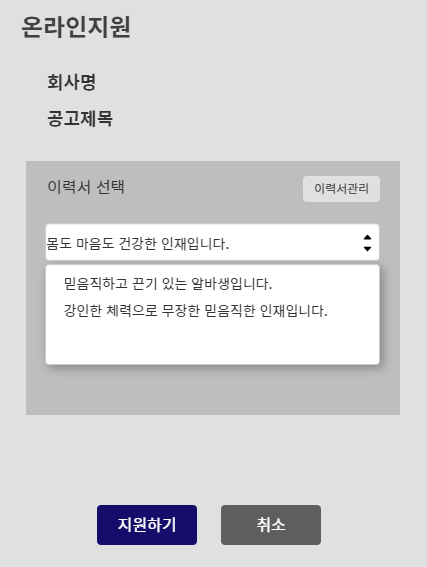 온라인지원
회사명
공고제목
이력서 선택
이력서관리
몸도 마음도 건강한 인재입니다.
믿음직하고 끈기 있는 알바생입니다.
강인한 체력으로 무장한 믿음직한 인재입니다.
지원하기
취소